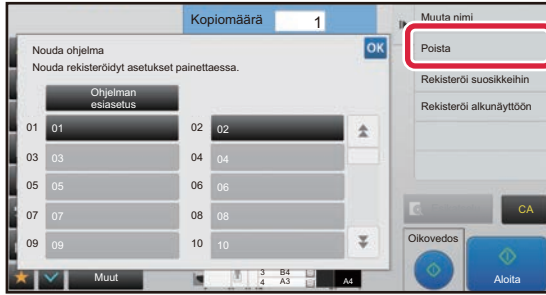 Kopiomäärä 1
Muuta nimi
Nouda ohjelma
OK
Poista
Nouda rekisteröidyt asetukset painettaessa.
Rekisteröi suosikkeihin
Ohjelman
esiasetus
Rekisteröi alkunäyttöön
01 01 02 02
03 03 04 04
05 05 06 06
07 07 08 08
CA
09 09 10 10
Oikovedos
Muut
3 B4
4 A3
A4
Aloita